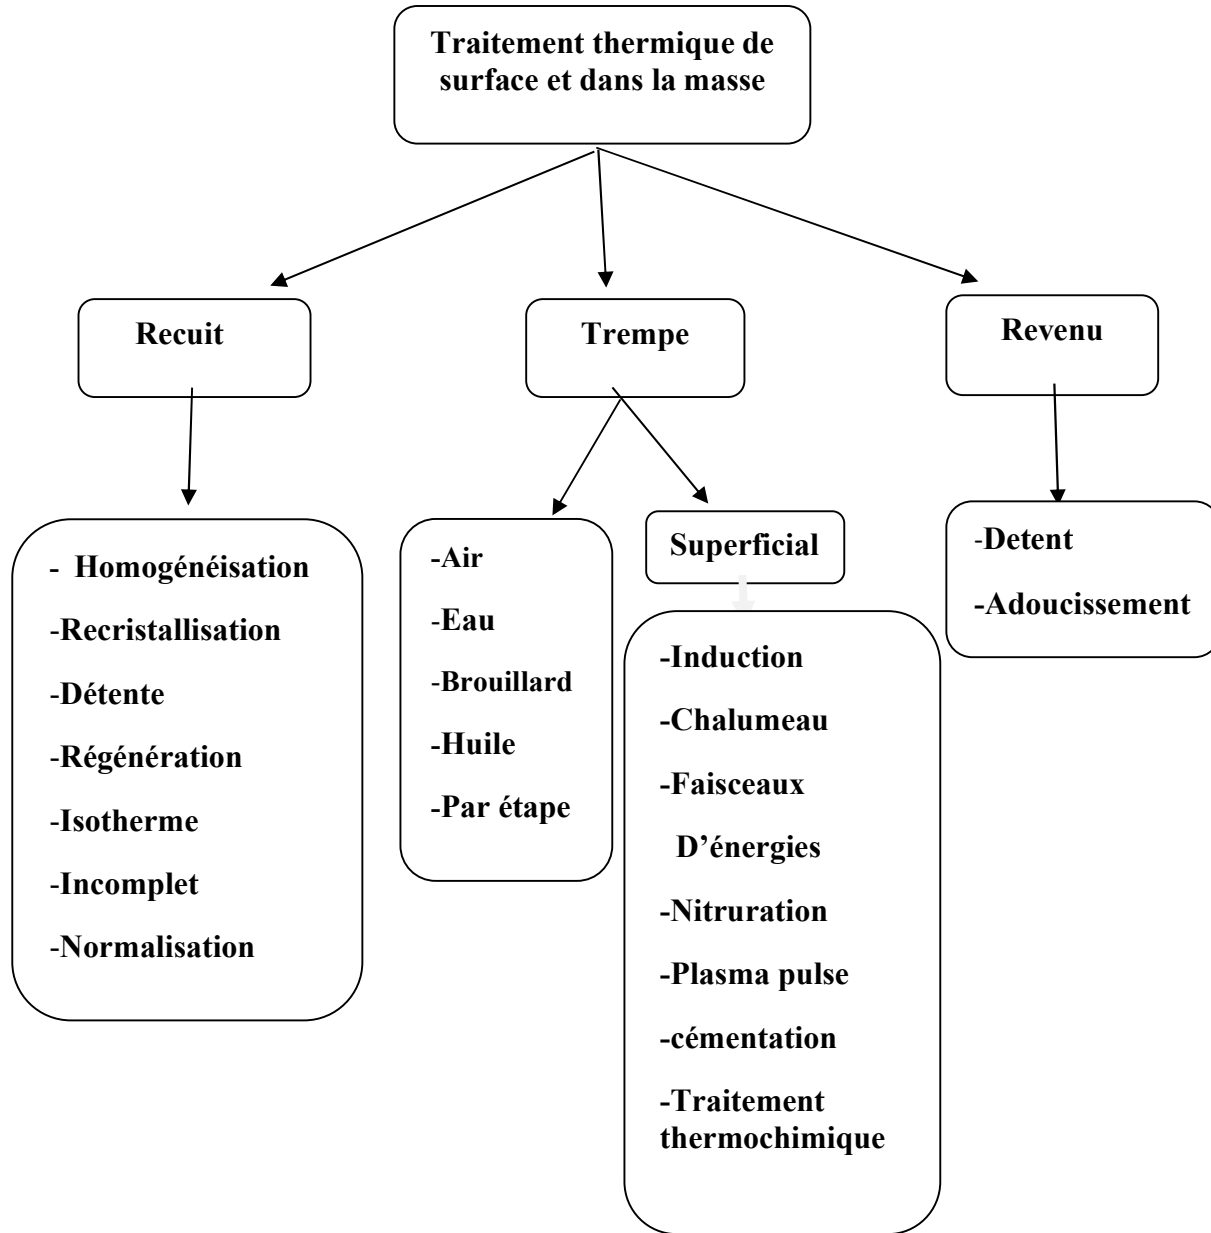 Traitement thermique de
surface et dans la masse
Recuit
Trempe
Revenu
- Homogénéisation
-Recristallisation
-Détente
-Régénération
-Isotherme
-Incomplet
-Normalisation
-Air
-Eau
-Brouillard
-Huile
-Par étape
Superficial
-Induction
-Chalumeau
-Faisceaux
D’énergies
-Nitruration
-Plasma pulse
-cémentation
-Traitement
thermochimique
-Detent
-Adoucissement